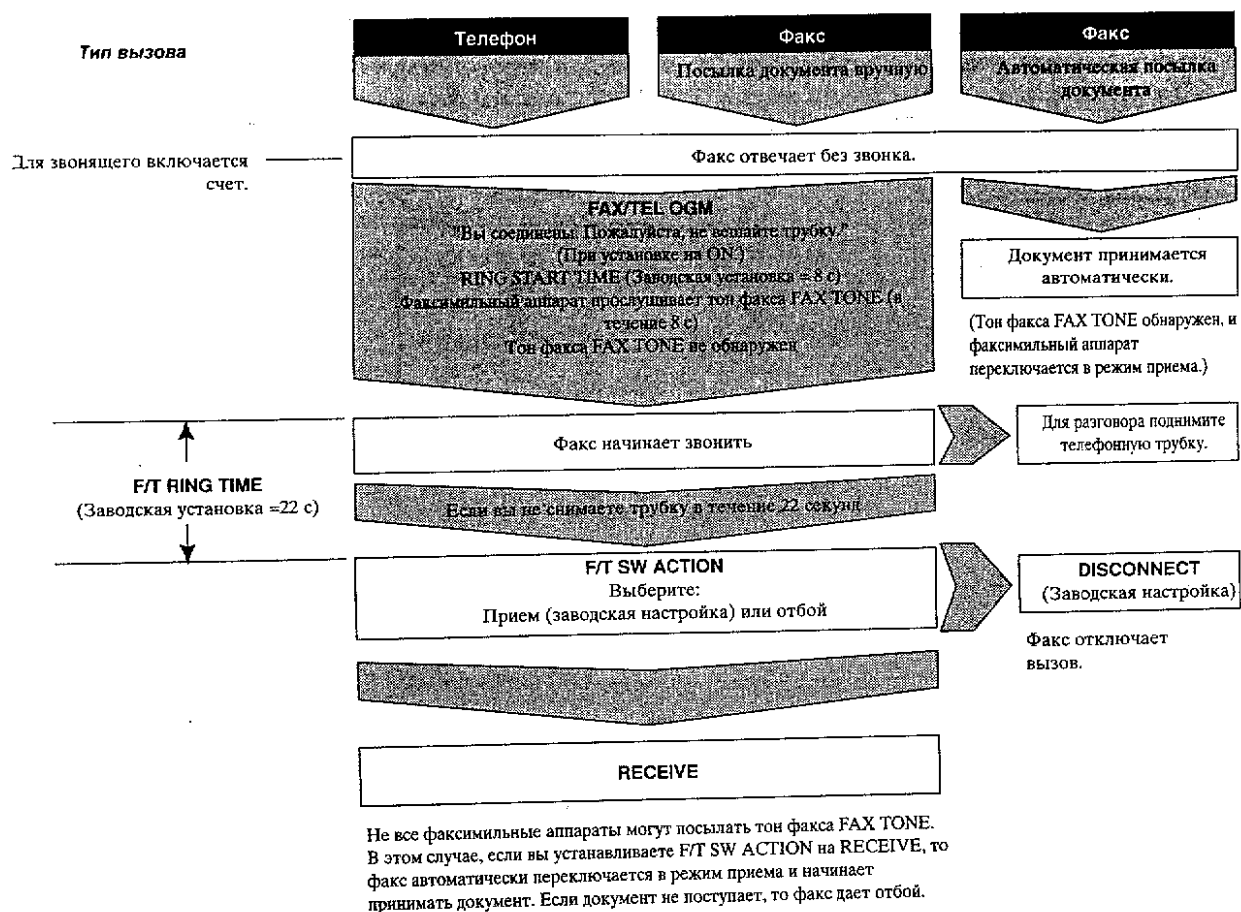 Тип вызова
Телефон
Факс
Факс
Посылка документа вручную
Автоматическая посылка
документа
Для звонящего включается
счет.
Факс отвечает без звонка.
FAX/TEL OGM
"Вы соединены. Пожалуйста, не вешайте трубку."
(При установке на ON.)
RING START TIME (Заводская установка = 8 с)
Факсимильный аппарат прослушивает тон факса FAX TONE (в
течение 8 с)
Тон факса FAX TONE не обнаружен
Документ принимается
автоматически.
(Тон факса FAX TONE обнаружен, и
факсимильный аппарат
переключается в режим приема.)
Факс начинает звонить
Для разговора поднимите
телефонную трубку.
F/T RING TIME
(Заводская установка =22 с)
Если вы не снимаете трубку в течение 22 секунд
F/T SW ACTION
Выберите:
Прием (заводская настройка) или отбой
DISCONNECT
(Заводская настройка)
Факс отключает
вызов.
RECEIVE
Не все факсимильные аппараты могут посылать тон факса FAX TONE.
В этом случае, если вы устанавливаете F/T SW ACTION на RECEIVE, то
факс автоматически переключается в режим приема и начинает
принимать документ. Если документ не поступает, то факс дает отбой.